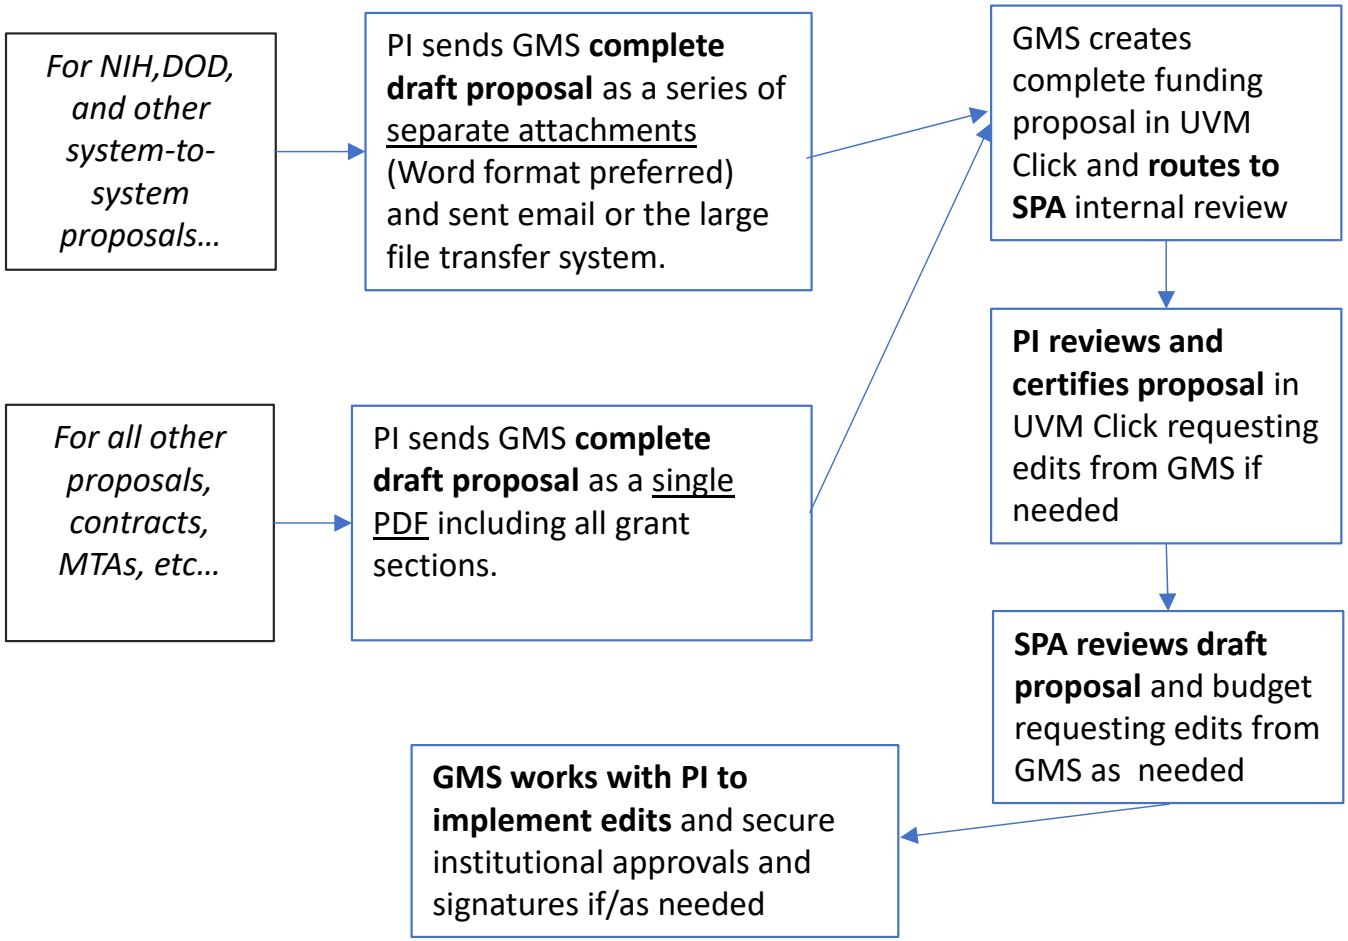 For NIH,DOD,
and other
system-to-
system
proposals…
PI sends GMS complete
draft proposal as a series of
separate attachments
(Word format preferred)
and sent email or the large
file transfer system.
GMS creates
complete funding
proposal in UVM
Click and routes to
SPA internal review
For all other
proposals,
contracts,
MTAs, etc…
PI sends GMS complete
draft proposal as a single
PDF including all grant
sections.
PI reviews and
certifies proposal in
UVM Click requesting
edits from GMS if
needed
SPA reviews draft
proposal and budget
requesting edits from
GMS as  needed
GMS works with PI to
implement edits and secure
institutional approvals and
signatures if/as needed